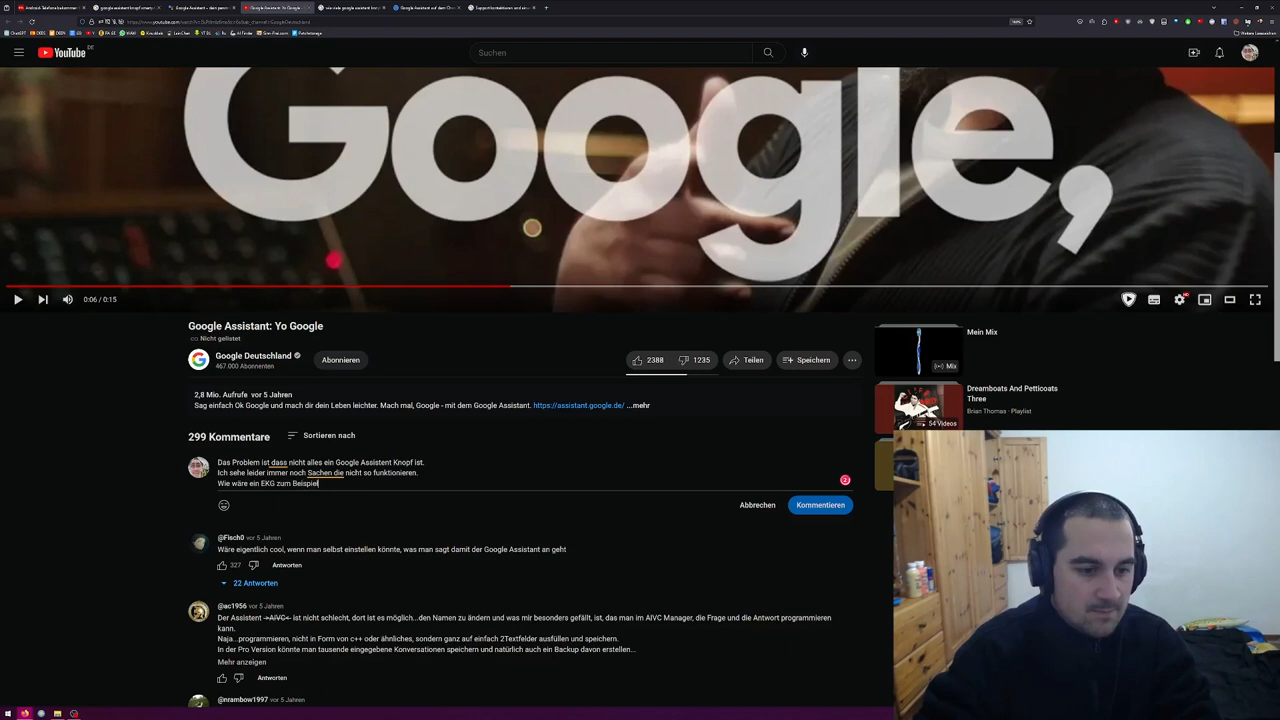 YouTube DE
Suchen
Google,
0:06 / 0:15
Google Assistant: Yo Google
Nicht gelistet
Google Deutschland
467.000 Abonnenten
Abonnieren
2388
1235
Teilen
Speichern
2,8 Mio. Aufrufe vor 5 Jahren
Sag einfach Ok Google und mach dir dein Leben leichter. Mach mal, Google - mit dem Google Assistant. https://assistant.google.de/ ...mehr
299 Kommentare
Sortieren nach
Das Problem ist dass nicht alles ein Google Assistent Knopf ist.
Ich sehe leider immer noch Sachen die nicht so funktionieren.
Wie wäre ein EKG zum Beispiel
2
Abbrechen
Kommentieren
@Fisch0 vor 5 Jahren
Wäre eigentlich cool, wenn man selbst einstellen könnte, was man sagt damit der Google Assistant an geht
327
Antworten
22 Antworten
@ac1956 vor 5 Jahren
Der Assistent ->AIVC<- ist nicht schlecht, dort ist es möglich...den Namen zu ändern und was mir besonders gefällt, ist, das man im AIVC Manager, die Frage und die Antwort programmieren
kann.
Naja...programmieren, nicht in Form von c++ oder ähnliches, sondern ganz auf einfach 2Textfelder ausfüllen und speichern.
In der Pro Version könnte man tausende eingegebene Konversationen speichern und natürlich auch ein Backup davon erstellen...
Mehr anzeigen
Antworten
@nrambow1997 vor 5 Jahren
Mein Mix
Mix
Dreamboats And Petticoats
Three
Brian Thomas • Playlist
54 Videos